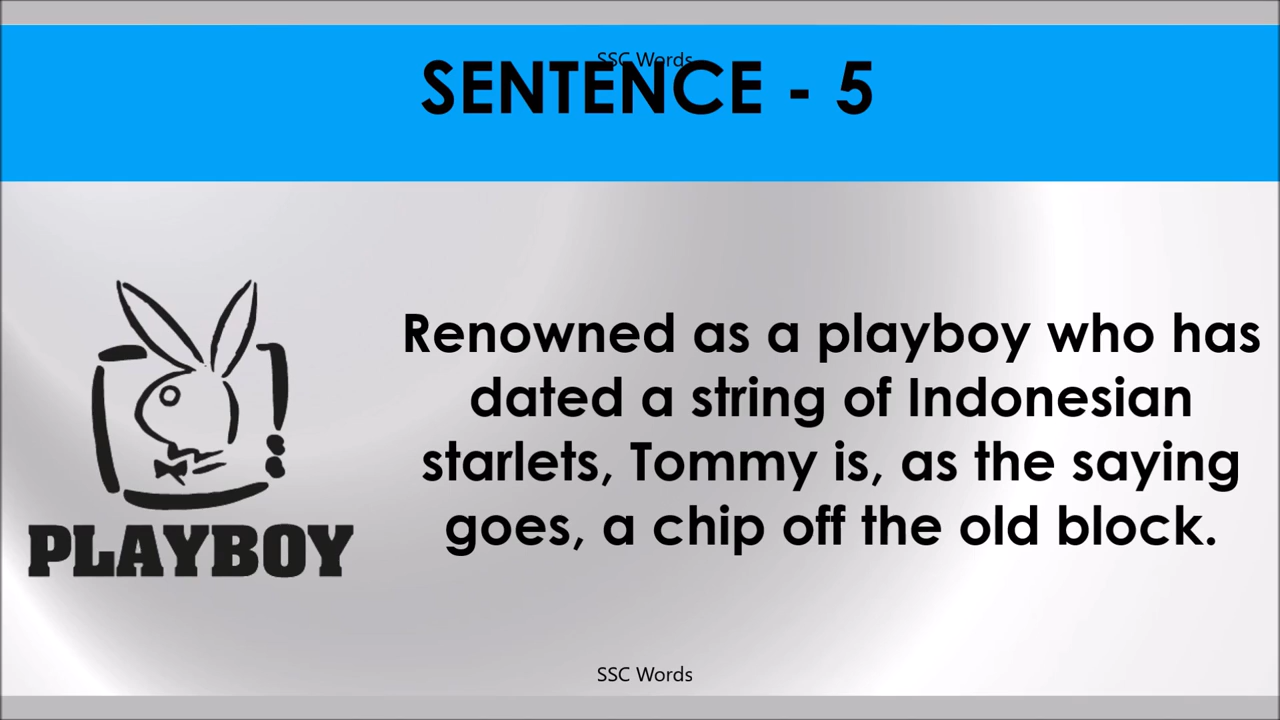 SSC Words
SENTENCE - 5
Renowned as a playboy who has
dated a string of Indonesian
starlets, Tommy is, as the saying
goes, a chip off the old block.
PLAYBOY
SSC Words